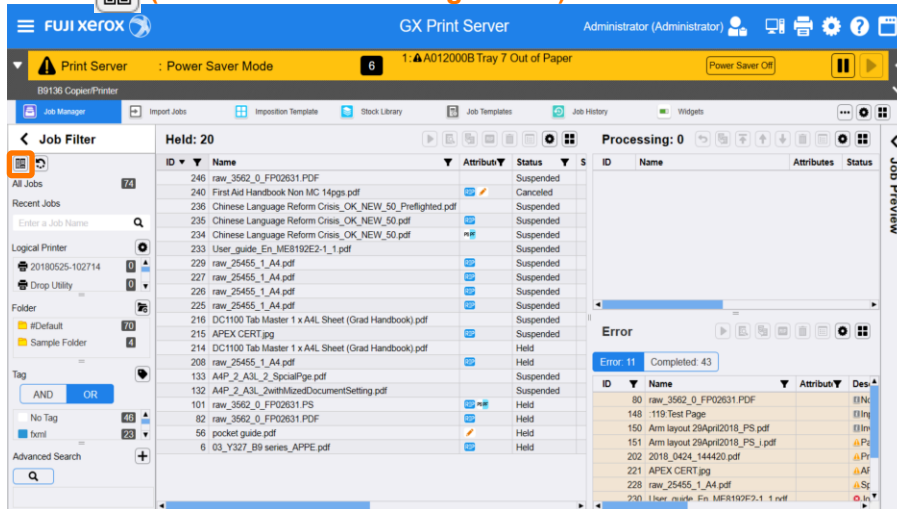 FUJI XEROX
GX Print Server
Administrator (Administrator)
Print Server : Power Saver Mode
6
1: A012000B Tray 7 Out of Paper
Power Saver Off
B9136 Copier/Printer
Job Manager
Import Jobs
Imposition Template
Stock Library
Job Templates
Job History
Widgets
Job Filter
All Jobs 74
Recent Jobs
Enter a Job Name
Logical Printer
20180525-102714 0
Drop Utility 0
Folder
#Default 70
Sample Folder 4
Tag
AND OR
No Tag 46
fxml 23
Advanced Search
Held: 20
ID Name Attribut Status S
246 raw_3562_0_FP02631.PDF Suspended
240 First Aid Handbook Non MC 14pgs.pdf Canceled
236 Chinese Language Reform Crisis_OK_NEW_50_Preflighted.pdf Suspended
235 Chinese Language Reform Crisis_OK_NEW_50.pdf Suspended
234 Chinese Language Reform Crisis_OK_NEW_50.pdf Suspended
233 User_guide_En_ME8192E2-1_1.pdf Suspended
229 raw_25455_1_A4.pdf Suspended
227 raw_25455_1_A4.pdf Suspended
226 raw_25455_1_A4.pdf Suspended
225 raw_25455_1_A4.pdf Suspended
216 DC1100 Tab Master 1 x A4L Sheet (Grad Handbook).pdf Suspended
215 APEX CERT.jpg Suspended
214 DC1100 Tab Master 1 x A4L Sheet (Grad Handbook).pdf Held
208 raw_25455_1_A4.pdf Held
133 A4P_2_A3L_2_SpcialPge.pdf Suspended
132 A4P_2_A3L_2withMizedDocumentSetting.pdf Suspended
101 raw_3562_0_FP02631.PS Held
82 raw_3562_0_FP02631.PDF Held
56 pocket guide.pdf Held
6 03_Y327_B9 series_APPE.pdf Held
Processing: 0
ID Name Attributes Status
Job Preview
Error
Error: 11 Completed: 43
ID Name Attribut Des
80 raw_3562_0_FP02631.PDF
148 :119:Test Page
150 Arm layout 29April2018_PS.pdf
151 Arm layout 29April2018_PS_i.pdf
202 2018_0424_144420.pdf
221 APEX CERT.jpg
228 raw_25455_1_A4.pdf
230 User_guide_En_ME8192E2-1_1.pdf